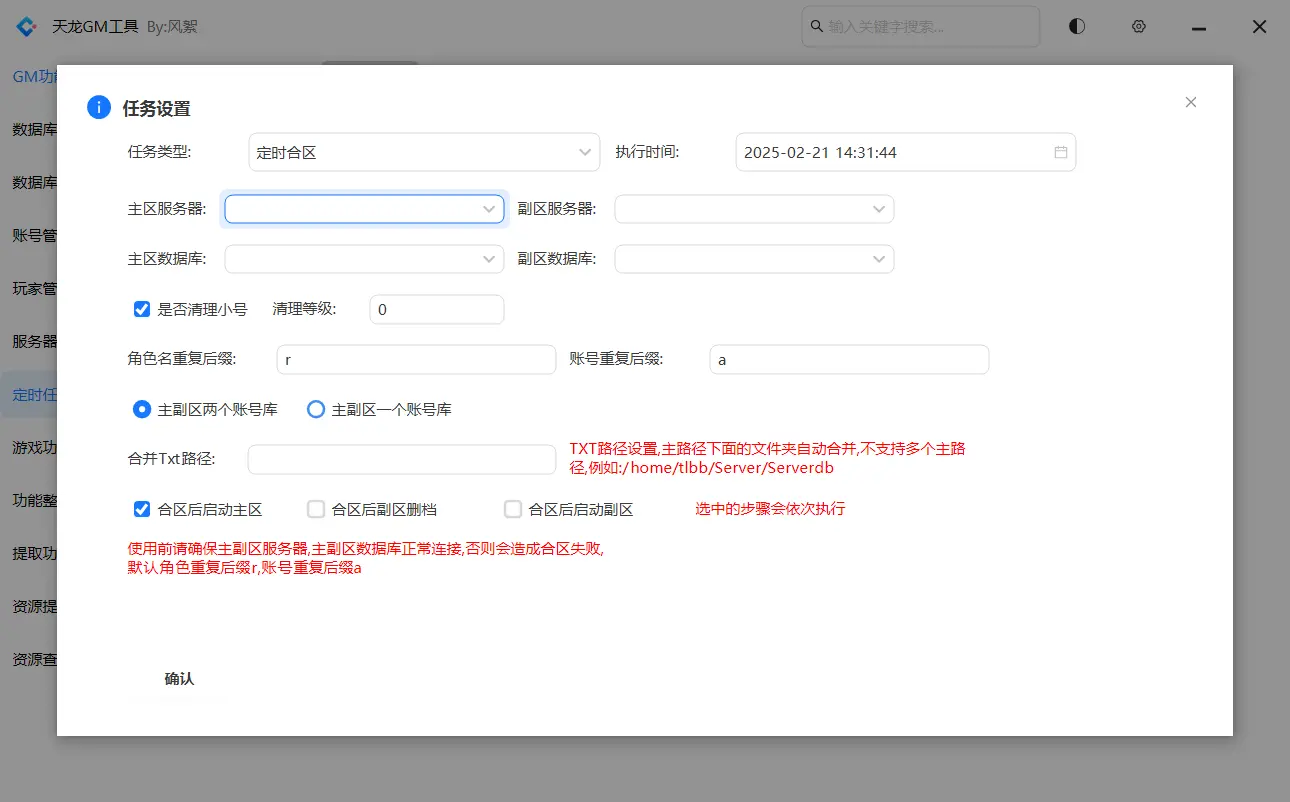 天龙GM工具 By:风絮
输入关键字搜索...
GM功
数据库
数据库
账号管
玩家管
服务器
定时任
游戏功
功能整
提取功
资源提
资源查
任务设置
任务类型: 定时合区 执行时间: 2025-02-21 14:31:44
主区服务器: 副区服务器:
主区数据库: 副区数据库:
是否清理小号 清理等级: 0
角色名重复后缀: r 账号重复后缀: a
主副区两个账号库 主副区一个账号库
合并Txt路径:
TXT路径设置,主路径下面的文件夹自动合并,不支持多个主路
径,例如:/home/tlbb/Server/Serverdb
合区后启动主区 合区后副区删档 合区后启动副区 选中的步骤会依次执行
使用前请确保主副区服务器,主副区数据库正常连接,否则会造成合区失败,
默认角色重复后缀r,账号重复后缀a
确认